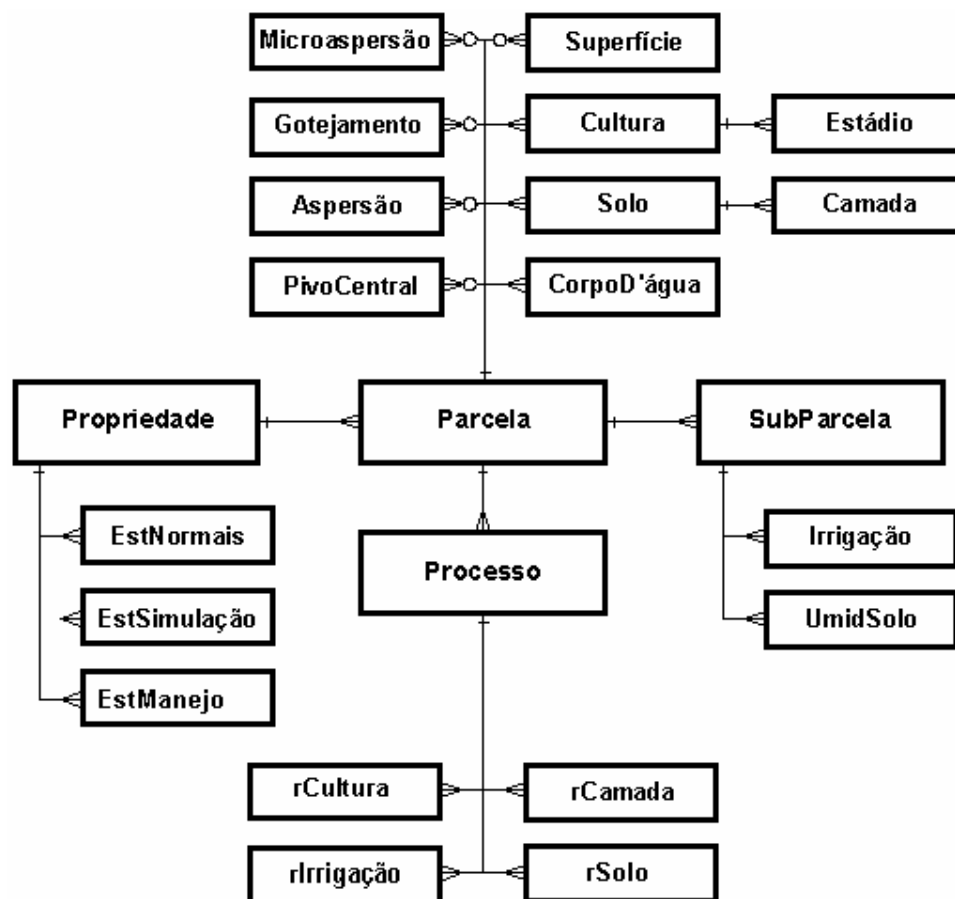 Microaspersão
Superfície
Gotejamento
Cultura
Estádio
Aspersão
Solo
Camada
PivoCentral
CorpoD'água
Propriedade
Parcela
SubParcela
EstNormais
Irrigação
Processo
EstSimulação
UmidSolo
EstManejo
rCultura
rCamada
rIrrigação
rSolo